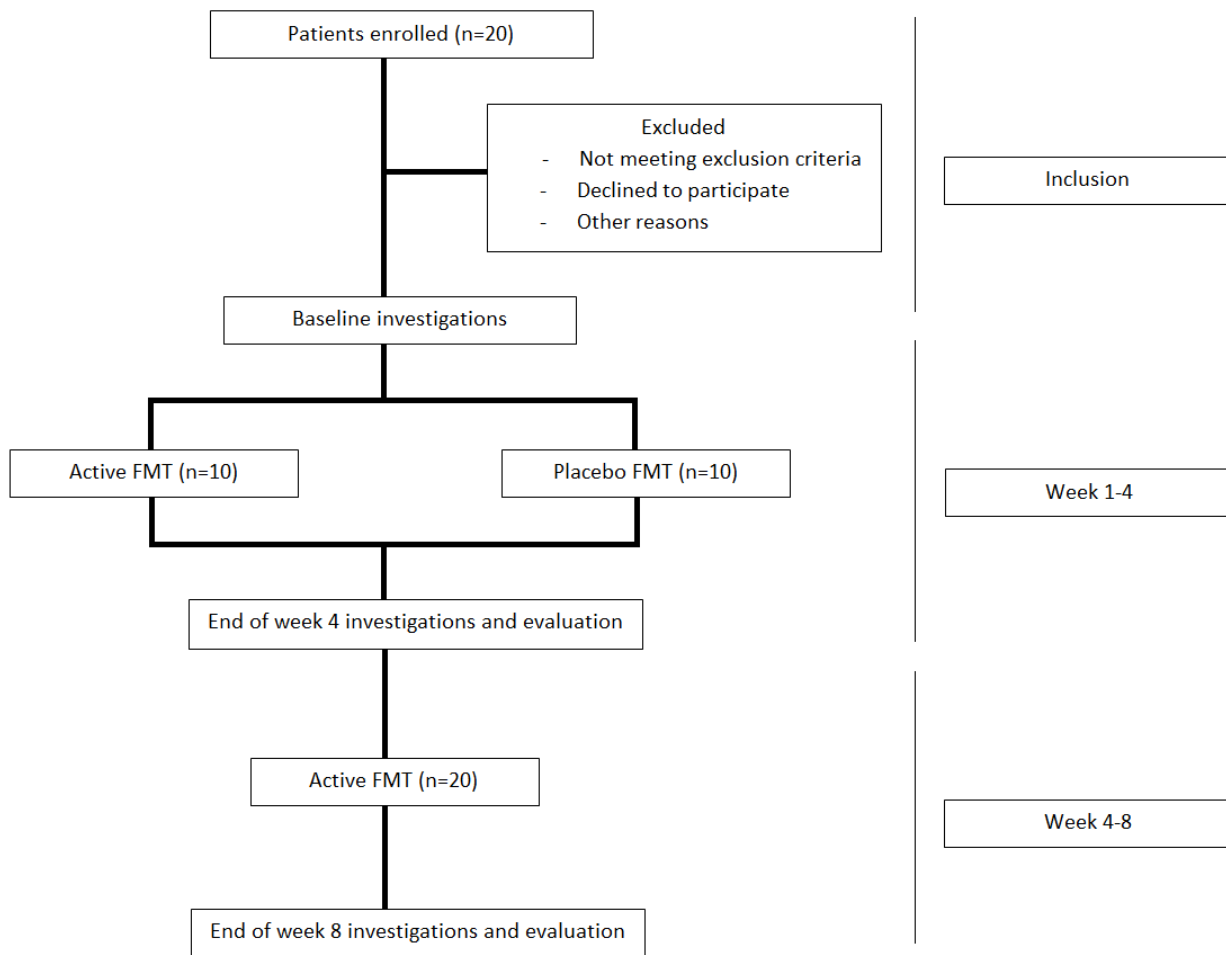 Patients enrolled (n=20)
Excluded
- Not meeting exclusion criteria
- Declined to participate
- Other reasons
Inclusion
Baseline investigations
Active FMT (n=10)
Placebo FMT (n=10)
Week 1-4
End of week 4 investigations and evaluation
Active FMT (n=20)
Week 4-8
End of week 8 investigations and evaluation